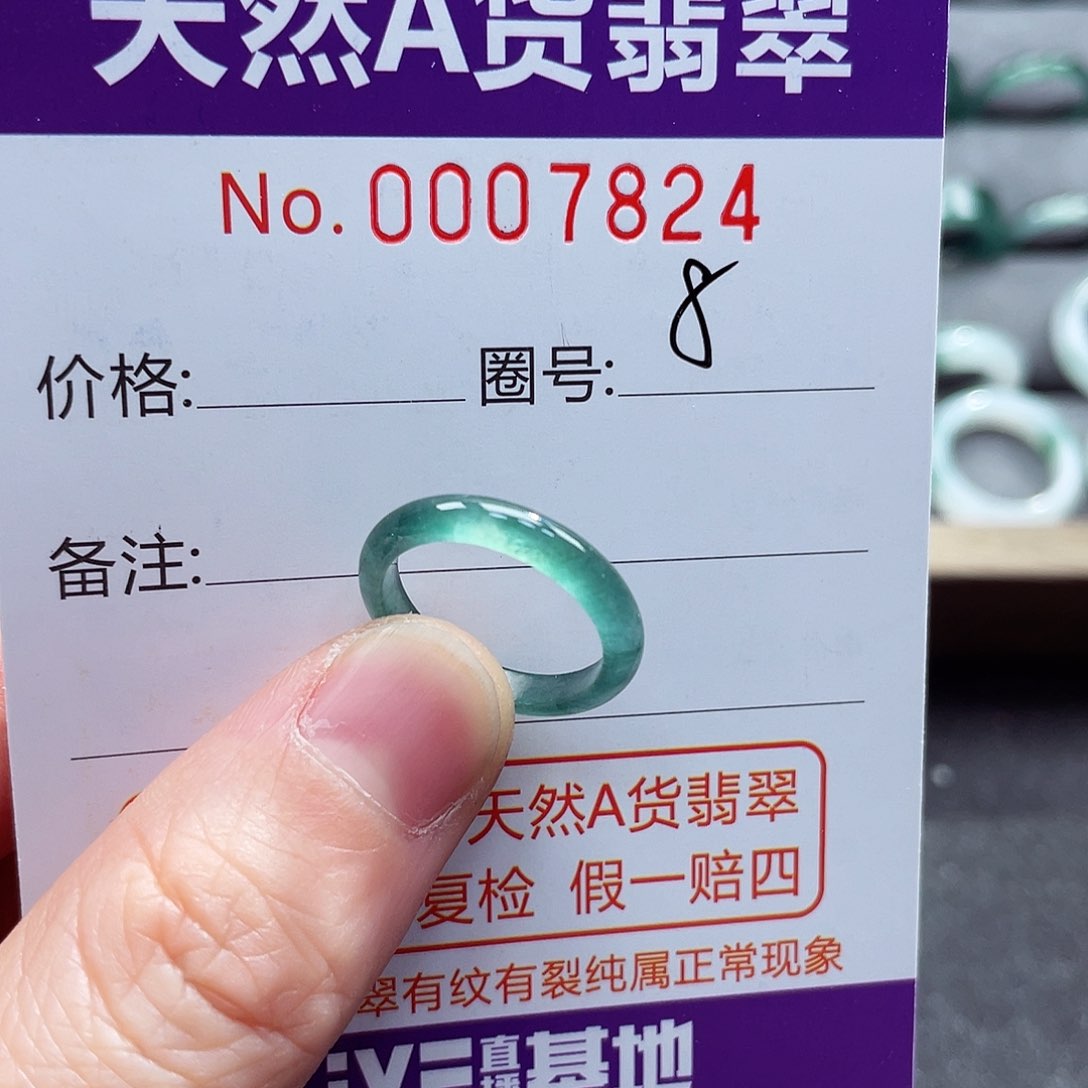 天然A货翡翠
No. 0007824
价格: 圈号: 8
备注:
天然A货翡翠
复检 假一赔四
翠有纹有裂纯属正常现象
直播基地